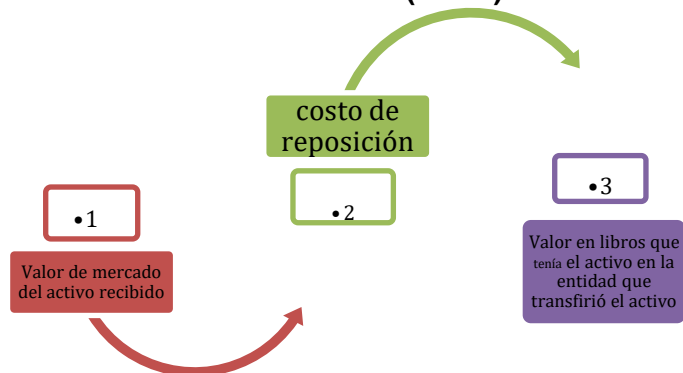 costo de
reposición
•1
•2
•3
Valor de mercado
del activo recibido
Valor en libros que
tenía el activo en la
entidad que
transfirió el activo